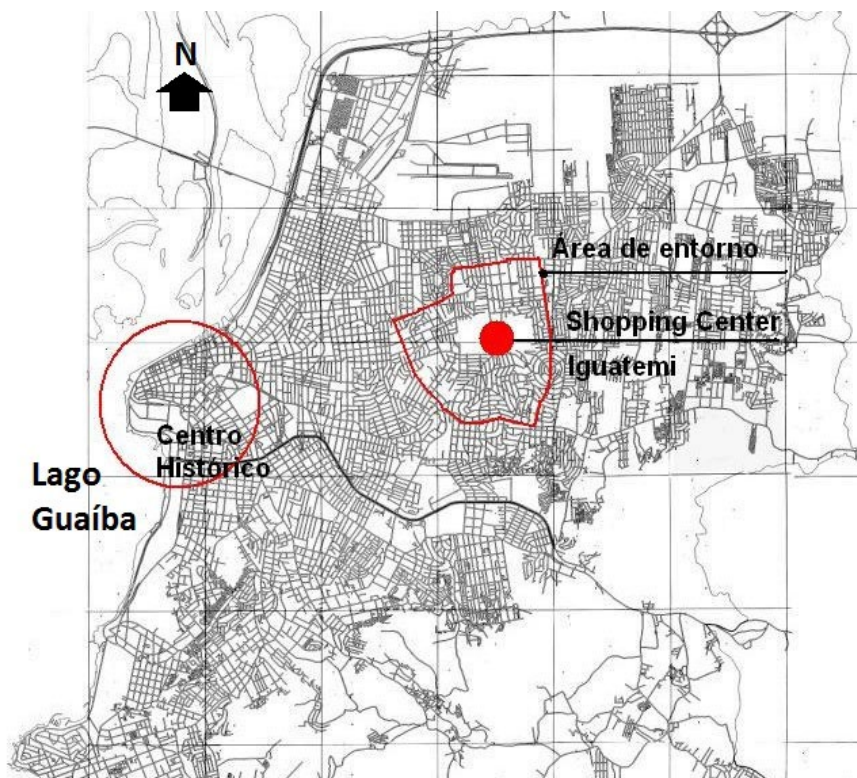 N
Área de entorno
Shopping Center
Iguatemi
Centro
Histórico
Lago
Guaíba